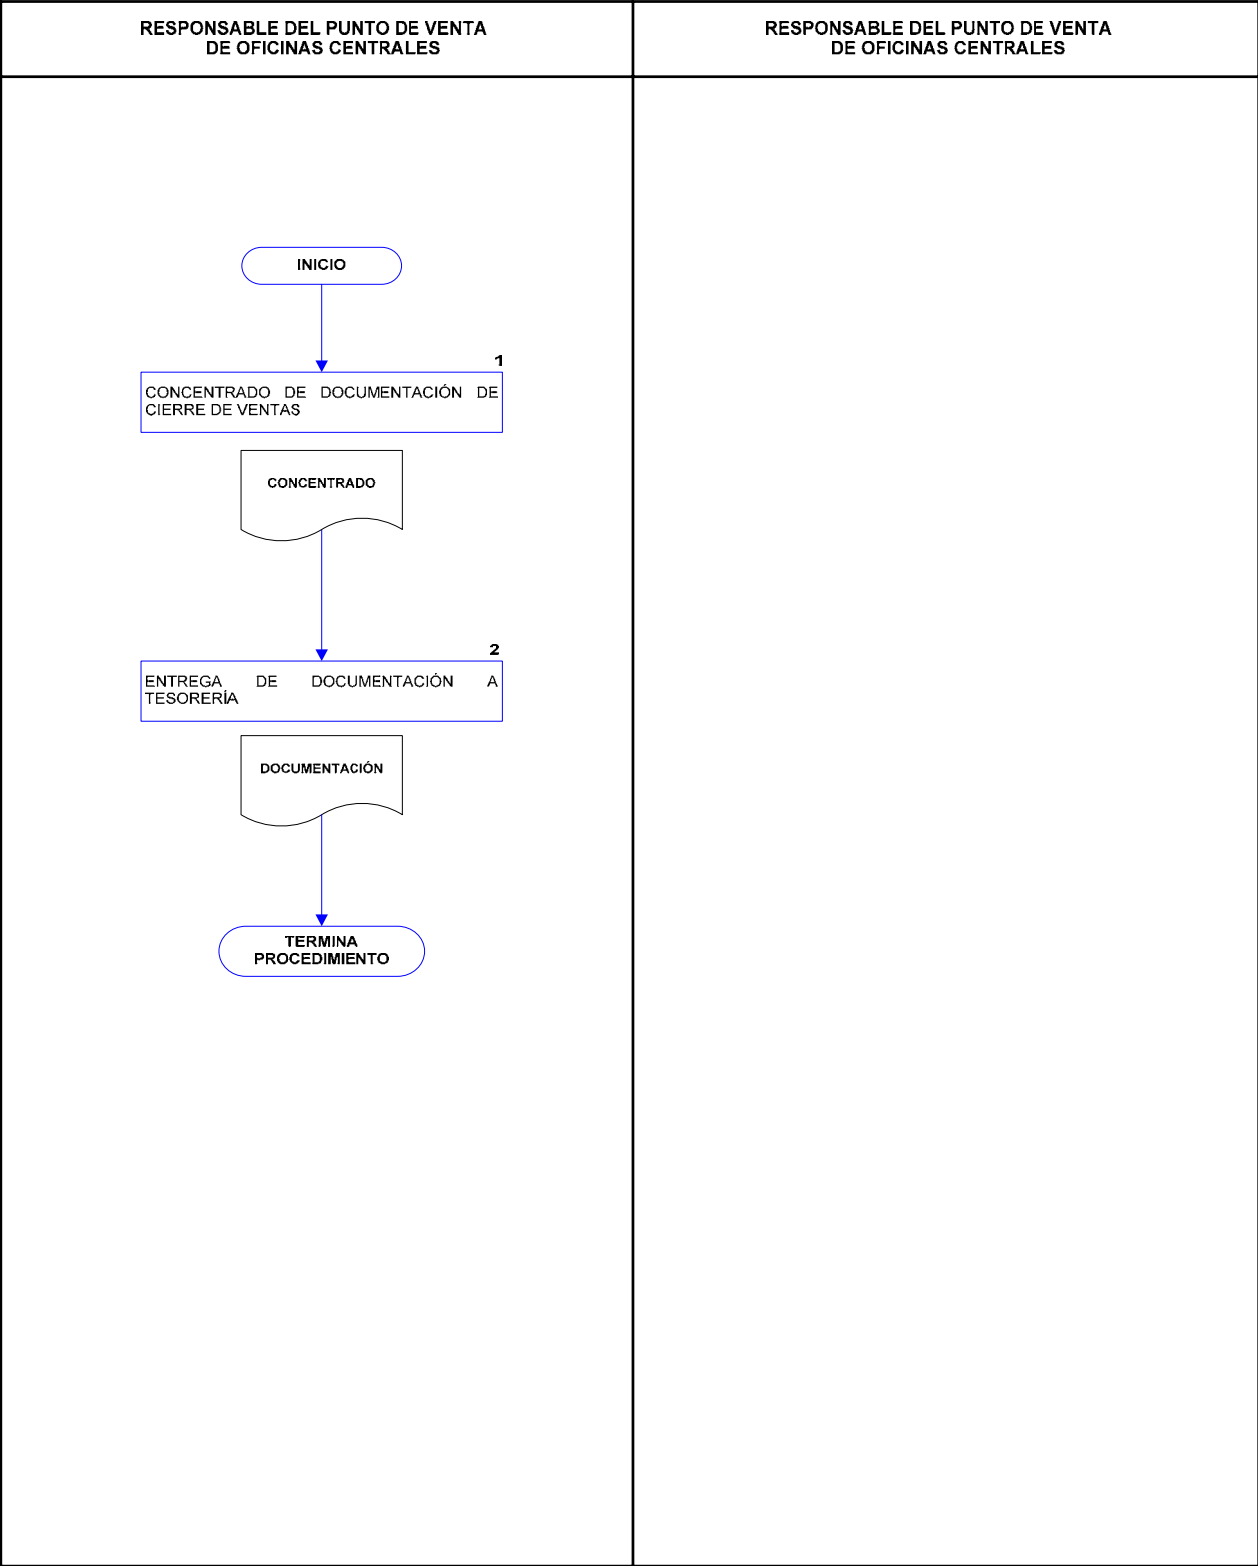 RESPONSABLE DEL PUNTO DE VENTA
DE OFICINAS CENTRALES
RESPONSABLE DEL PUNTO DE VENTA
DE OFICINAS CENTRALES
INICIO
1
CONCENTRADO DE DOCUMENTACIÓN DE
CIERRE DE VENTAS
CONCENTRADO
2
ENTREGA DE DOCUMENTACIÓN A
TESORERÍA
DOCUMENTACIÓN
TERMINA
PROCEDIMIENTO